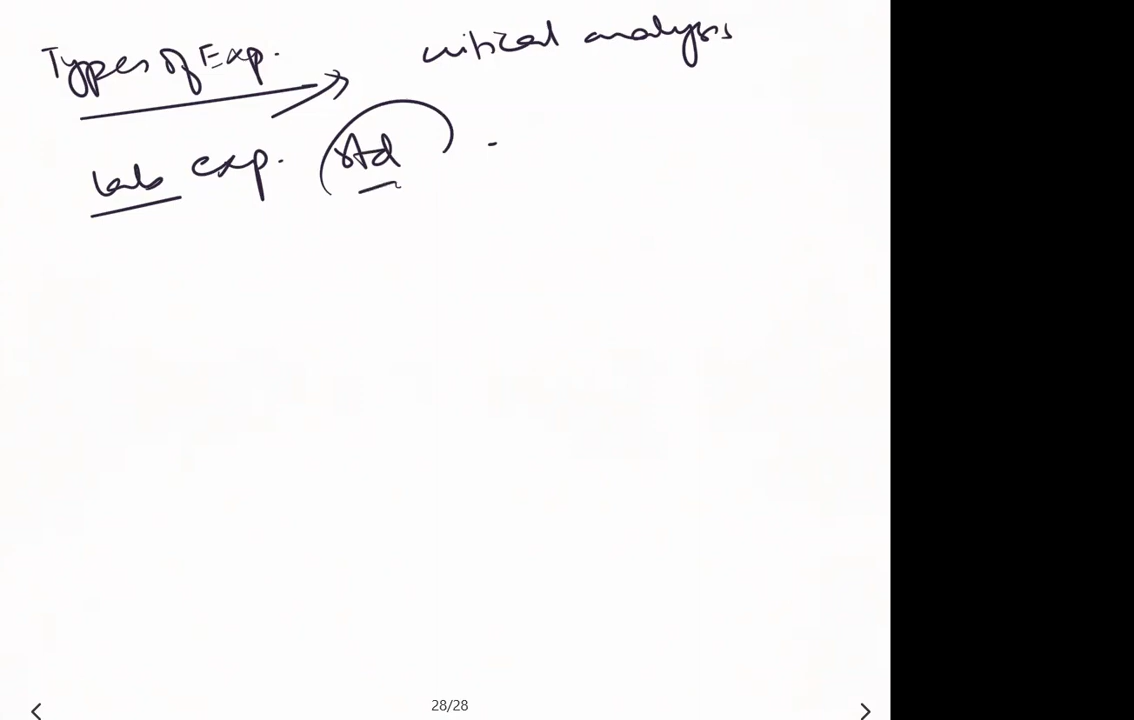 Types of Exp. critical analysis
Lab exp. (Std) -
28/28